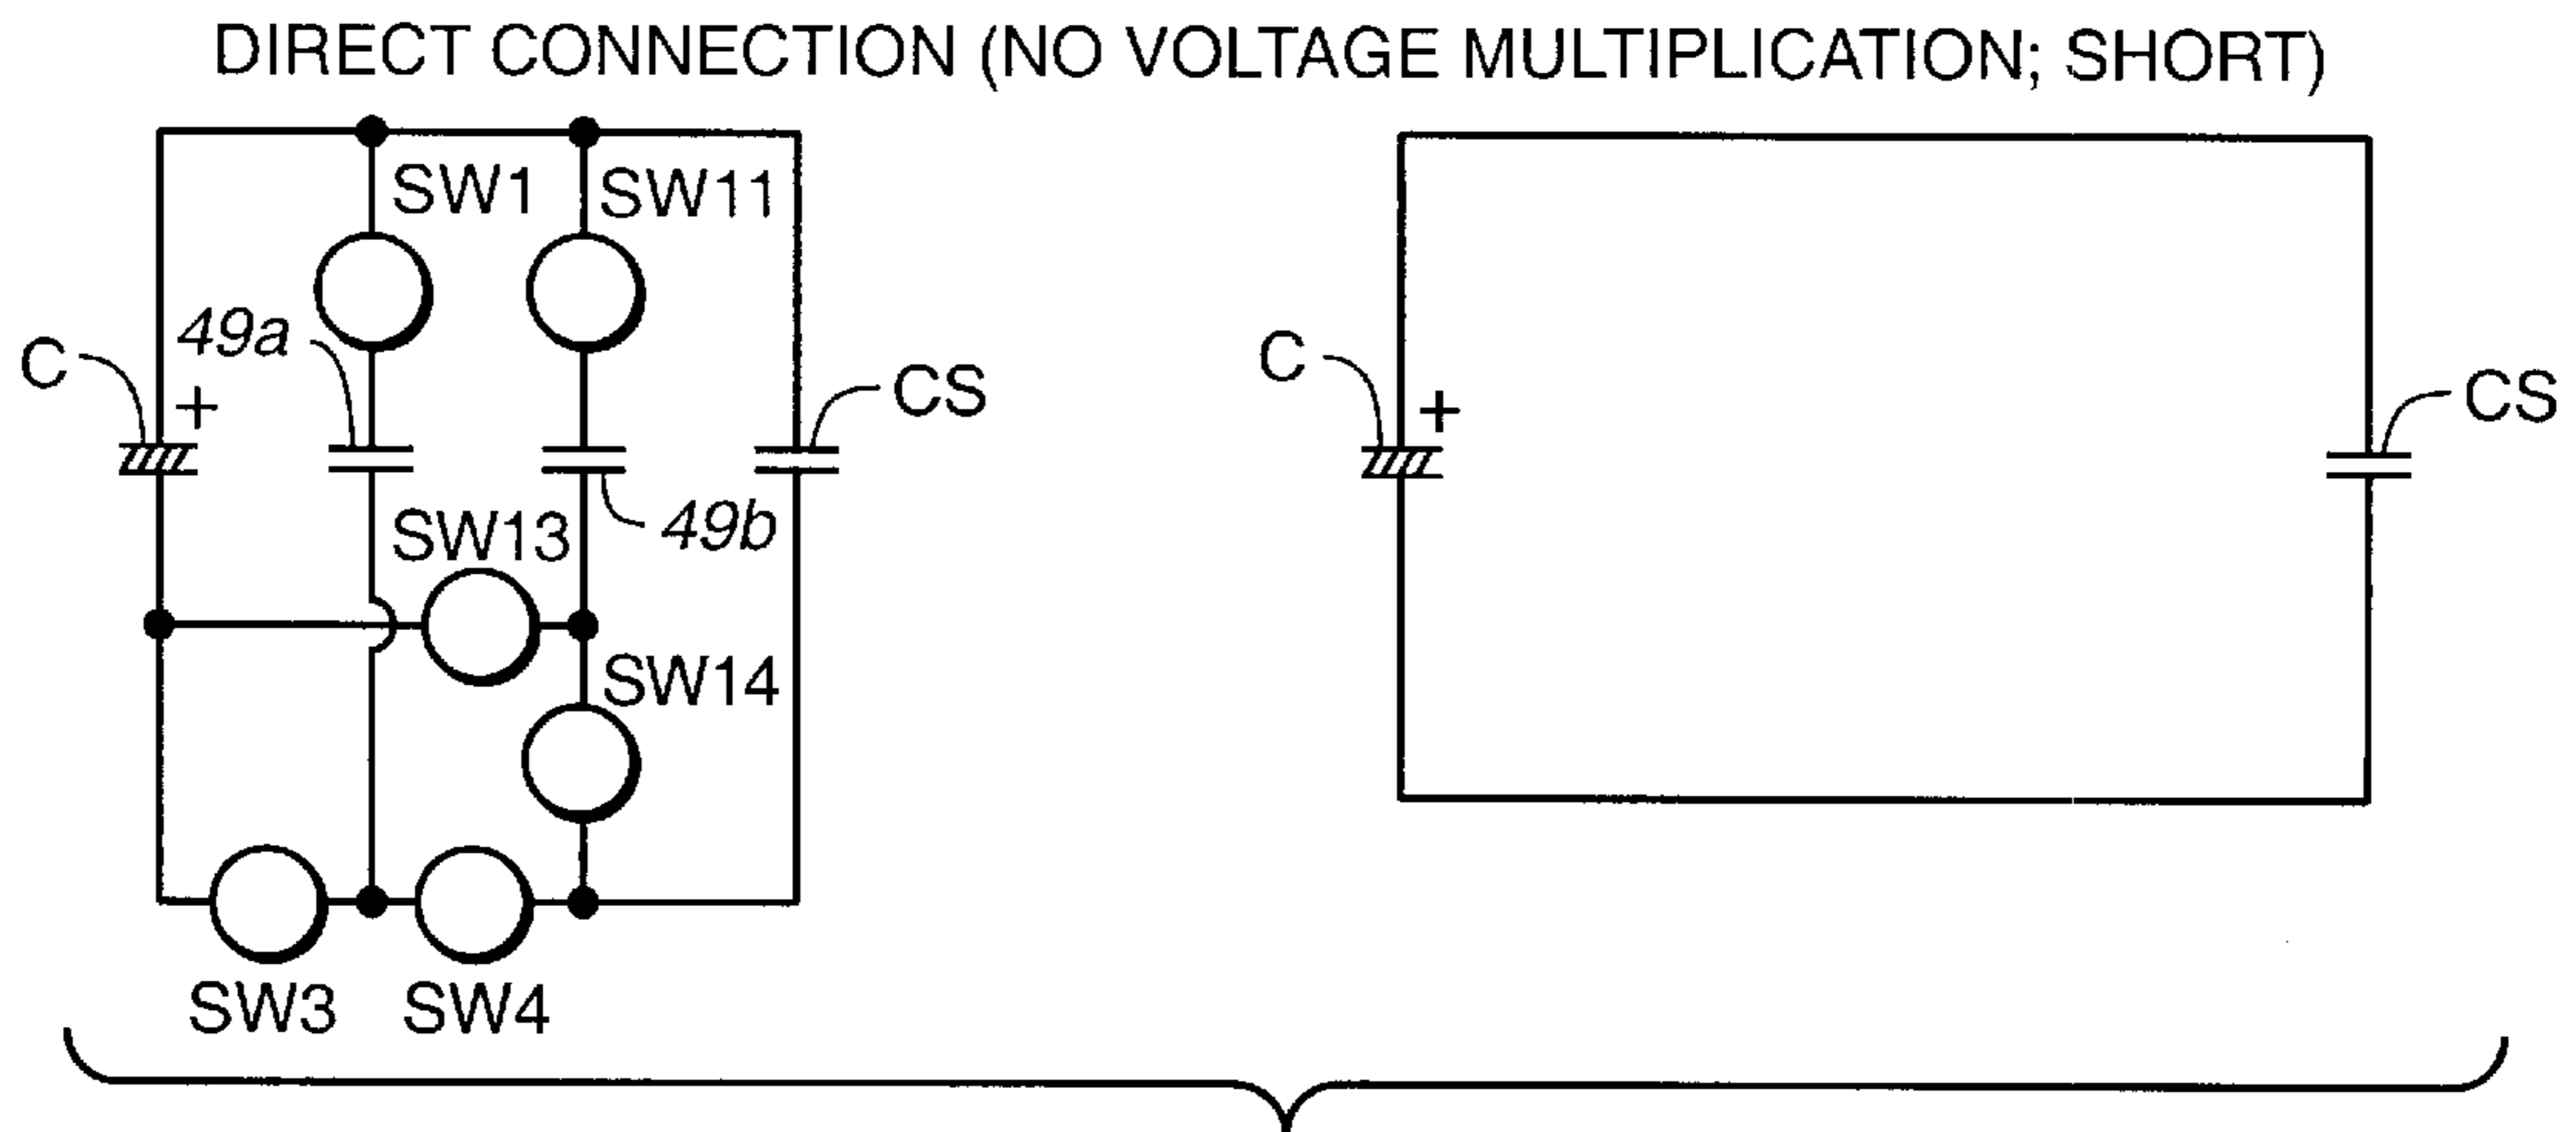 DIRECT CONNECTION (NO VOLTAGE MULTIPLICATION; SHORT)
SW1 SW11
C 49a
+
CS
SW13
49b
SW14
SW3 SW4
C
+
CS